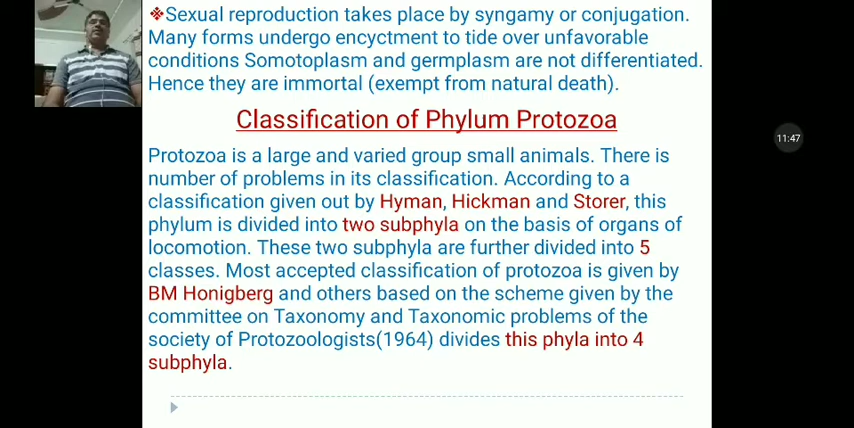 ❖Sexual reproduction takes place by syngamy or conjugation.
Many forms undergo encyctment to tide over unfavorable
conditions Somotoplasm and germplasm are not differentiated.
Hence they are immortal (exempt from natural death).
Classification of Phylum Protozoa
Protozoa is a large and varied group small animals. There is
number of problems in its classification. According to a
classification given out by Hyman, Hickman and Storer, this
phylum is divided into two subphyla on the basis of organs of
locomotion. These two subphyla are further divided into 5
classes. Most accepted classification of protozoa is given by
BM Honigberg and others based on the scheme given by the
committee on Taxonomy and Taxonomic problems of the
society of Protozoologists(1964) divides this phyla into 4
subphyla.
11:47